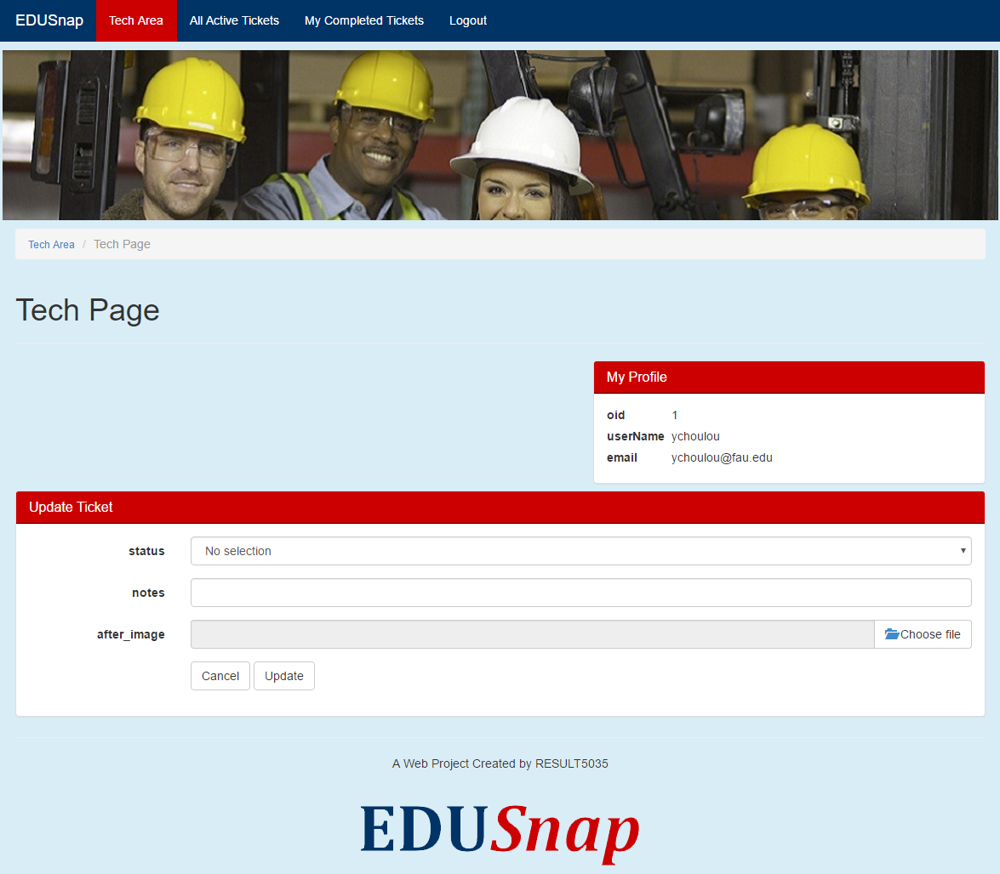 EDUSnap Tech Area All Active Tickets My Completed Tickets Logout
Tech Area / Tech Page
Tech Page
My Profile
oid 1
userName ychoulou
email ychoulou@fau.edu
Update Ticket
status No selection
notes
after_image Choose file
Cancel Update
A Web Project Created by RESULT5035
EDUSnap